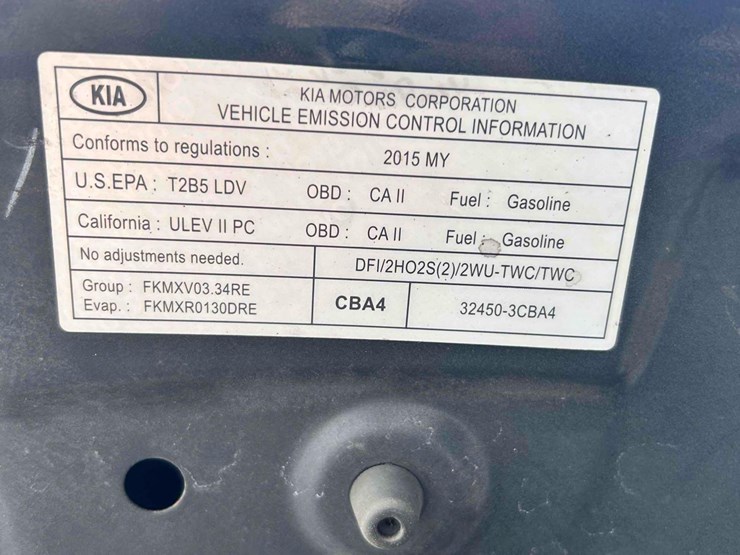 KIA
KIA MOTORS CORPORATION
VEHICLE EMISSION CONTROL INFORMATION
Conforms to regulations : 2015 MY
U.S.EPA : T2B5 LDV OBD : CA II Fuel : Gasoline
California : ULEV II PC OBD : CA II Fuel : Gasoline
No adjustments needed. DFI/2HO2S(2)/2WU-TWC/TWC
Group : FKMXV03.34RE
Evap. : FKMXR0130DRE
CBA4
32450-3CBA4